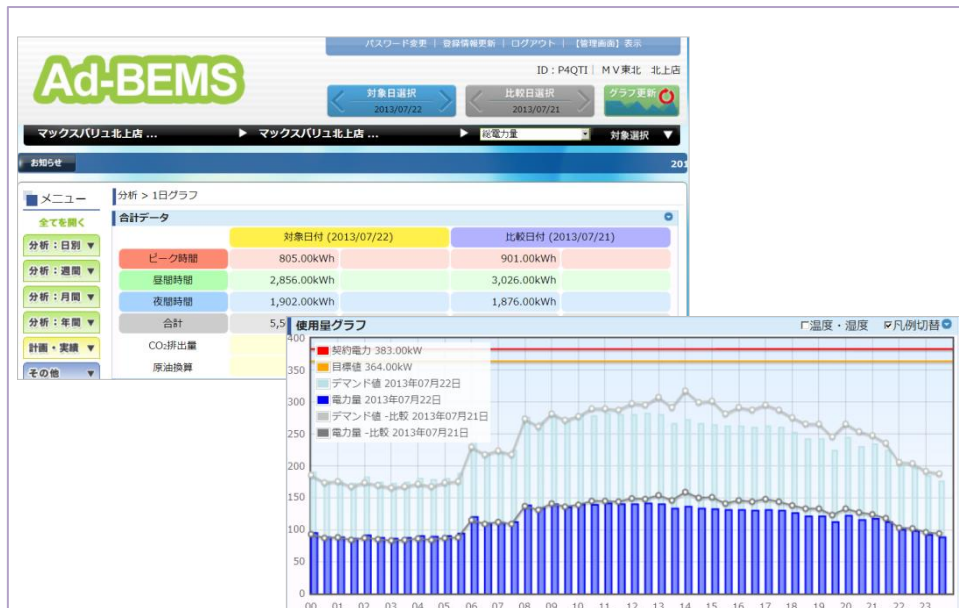 パスワード変更 | 登録情報更新 | ログアウト | 【管理画面】表示
Ad-BEMS
ID：P4QTI | ＭＶ東北 北上店
対象日選択
2013/07/22
比較日選択
2013/07/21
グラフ更新
マックスバリュ北上店 ...
▶ マックスバリュ北上店 ...
▶ 総電力量
対象選択 ▼
お知らせ
201
メニュー
全てを開く
分析：日別 ▼
分析：週間 ▼
分析：月間 ▼
分析：年間 ▼
計画・実績 ▼
その他 ▼
分析 > 1日グラフ
合計データ
対象日付 (2013/07/22) 比較日付 (2013/07/21)
ピーク時間 805.00kWh 901.00kWh
昼間時間 2,856.00kWh 3,026.00kWh
夜間時間 1,902.00kWh 1,876.00kWh
合計 5,5
CO₂排出量
原油換算
使用量グラフ 温度・湿度 凡例切替
契約電力 383.00kW
目標値 364.00kW
デマンド値 2013年07月22日
電力量 2013年07月22日
デマンド値 -比較 2013年07月21日
電力量 -比較 2013年07月21日
400
350
300
250
200
150
100
50
0
00 01 02 03 04 05 06 07 08 09 10 11 12 13 14 15 16 17 18 19 20 21 22 23